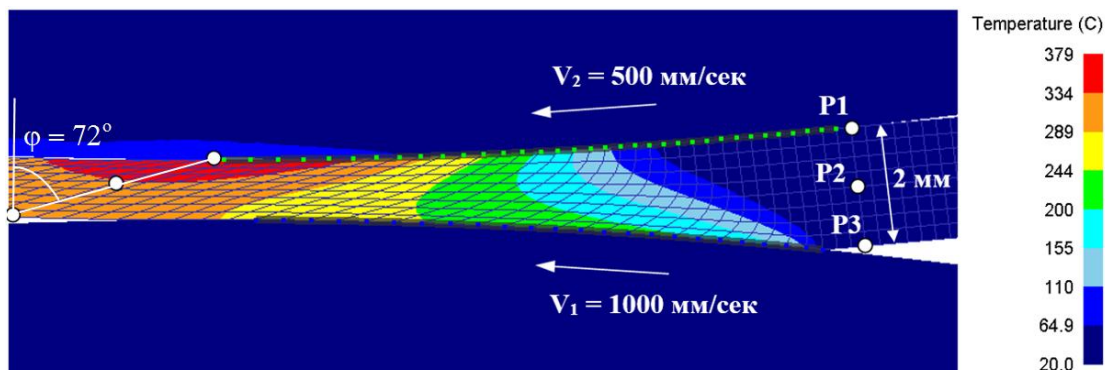 Temperature (C)
379
334
289
244
200
155
110
64.9
20.0
V₂ = 500 мм/сек
φ = 72°
P1
P2
2 мм
P3
V₁ = 1000 мм/сек